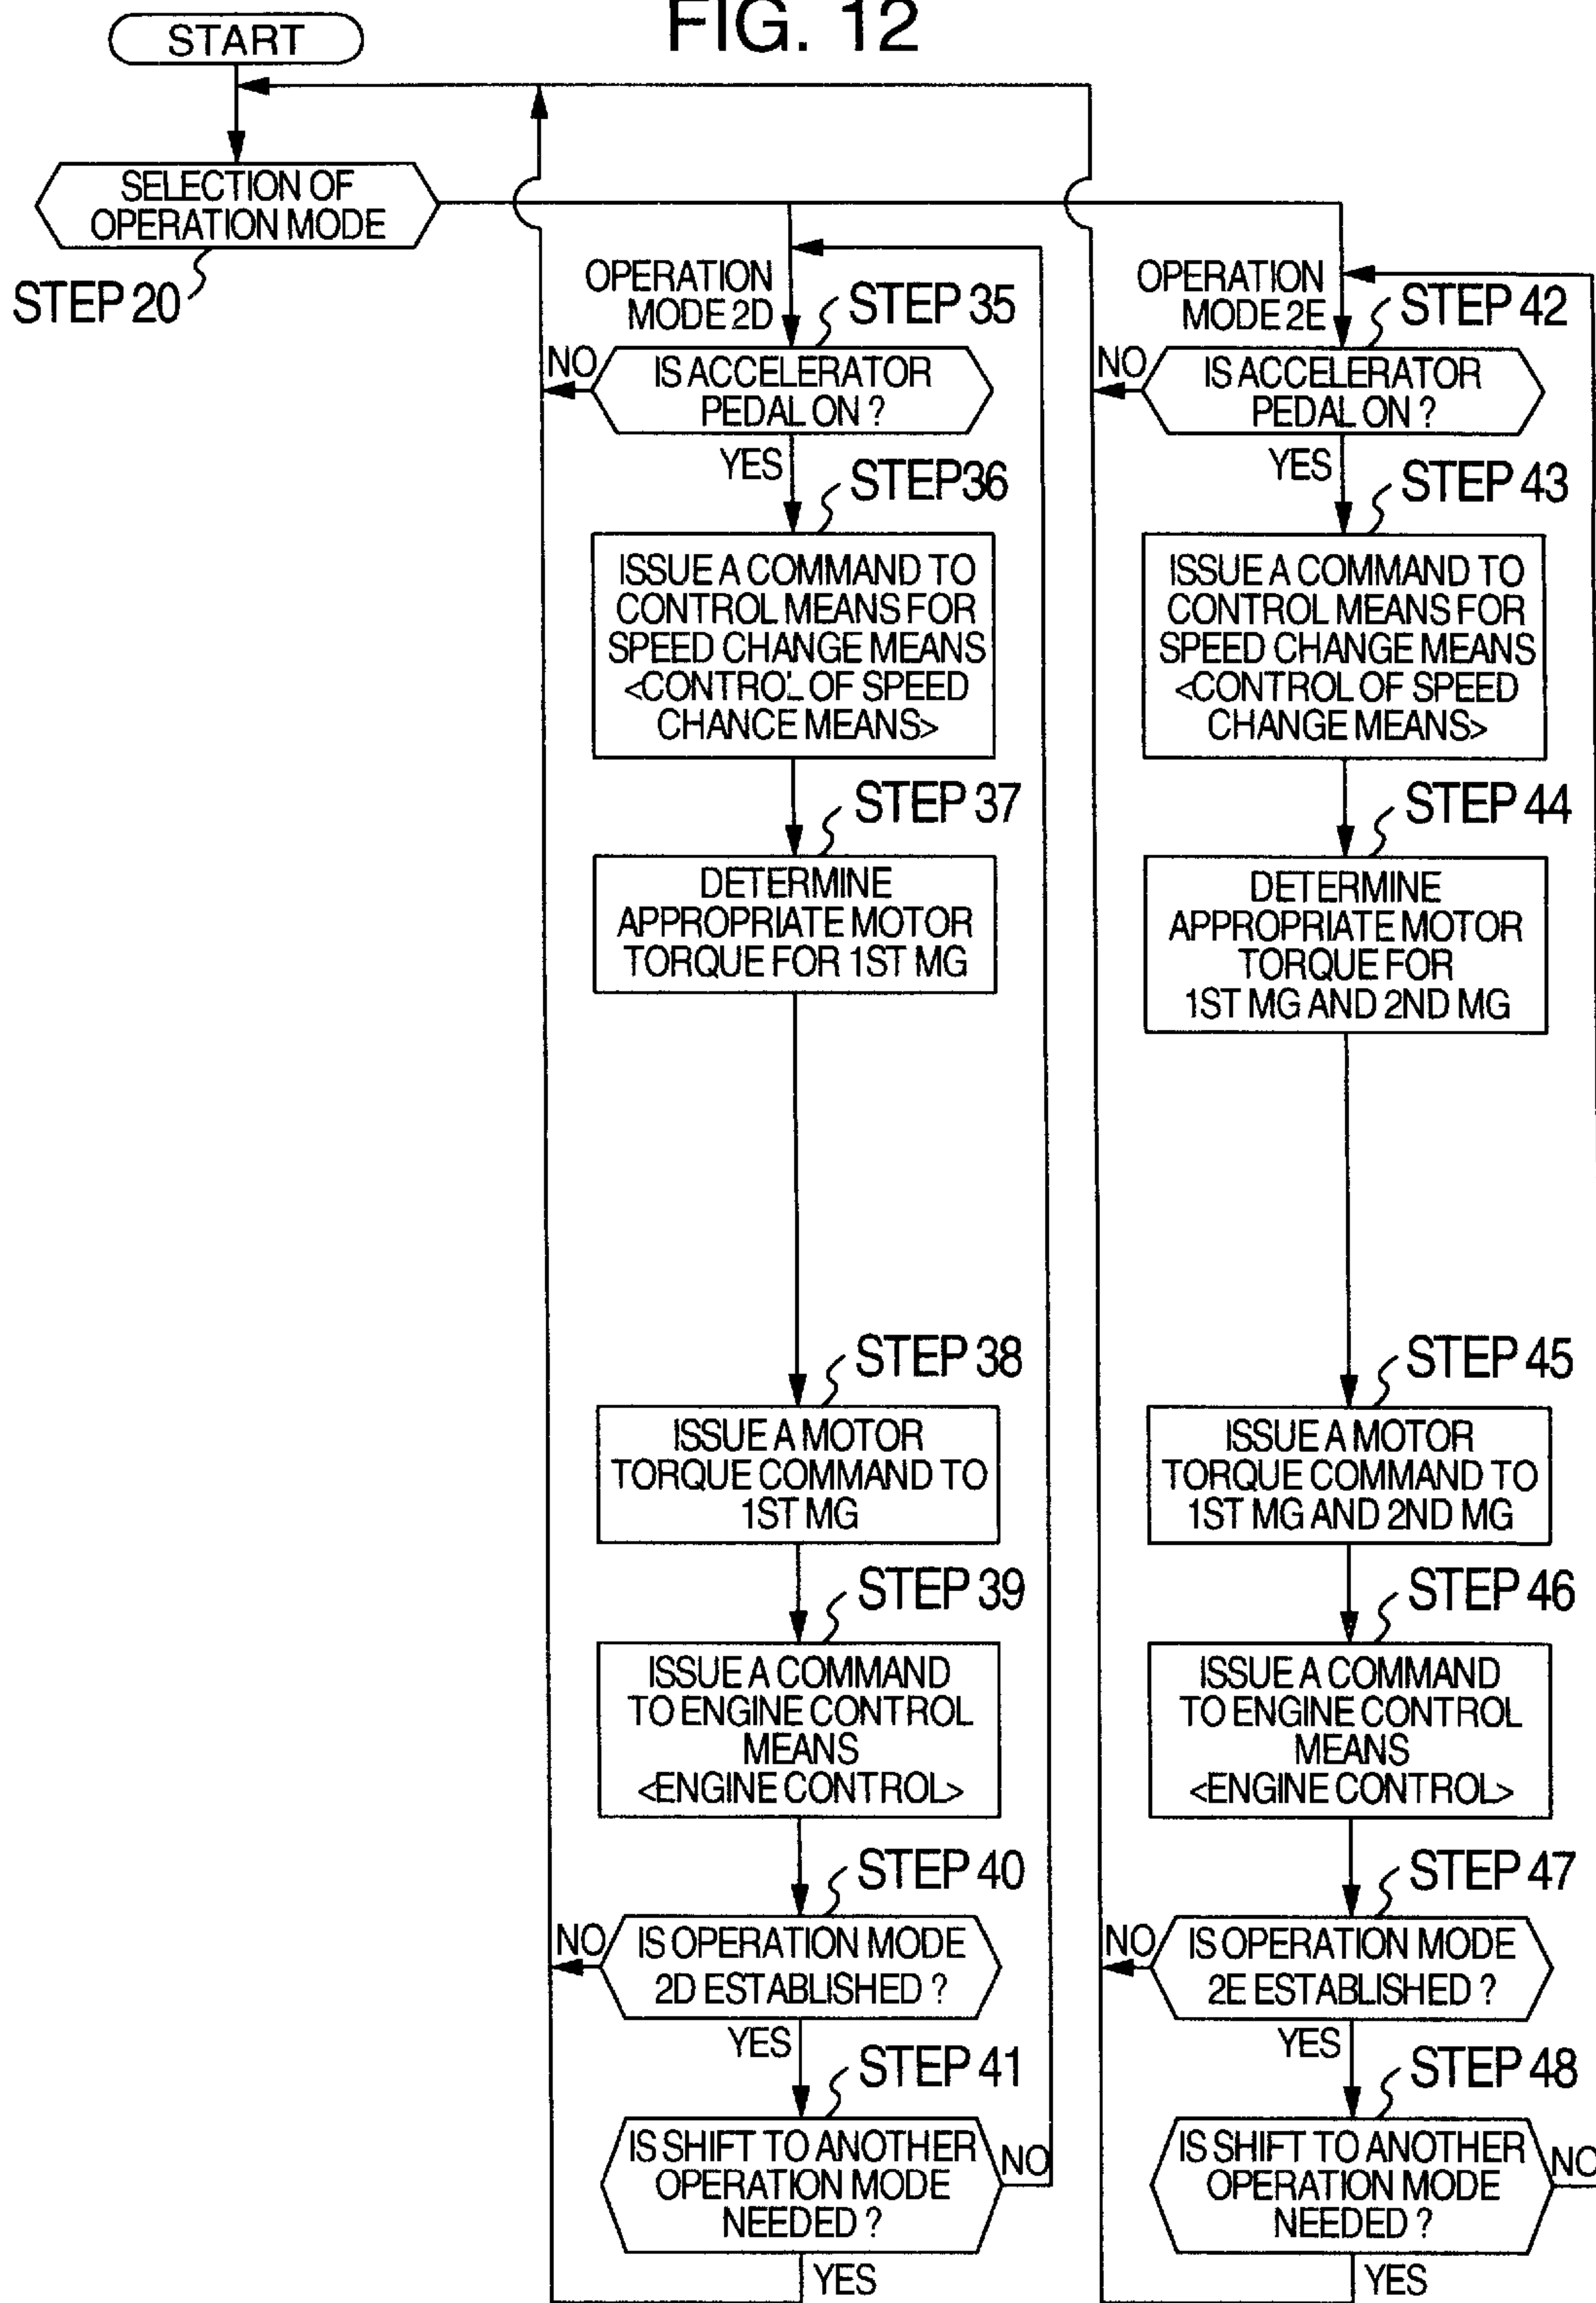 FIG. 12
START
SELECTION OF
OPERATION MODE
STEP 20
OPERATION
MODE 2D
STEP 35
NO
IS ACCELERATOR
PEDAL ON ?
YES
STEP36
ISSUE A COMMAND TO
CONTROL MEANS FOR
SPEED CHANGE MEANS
<CONTROL OF SPEED
CHANCE MEANS>
STEP 37
DETERMINE
APPROPRIATE MOTOR
TORQUE FOR 1ST MG
STEP 38
ISSUE A MOTOR
TORQUE COMMAND TO
1ST MG
STEP 39
ISSUE A COMMAND
TO ENGINE CONTROL
MEANS
<ENGINE CONTROL>
STEP 40
NO
IS OPERATION MODE
2D ESTABLISHED ?
YES
STEP 41
IS SHIFT TO ANOTHER
OPERATION MODE
NEEDED ?
NO
YES
OPERATION
MODE 2E
STEP 42
NO
IS ACCELERATOR
PEDAL ON ?
YES
STEP 43
ISSUE A COMMAND TO
CONTROL MEANS FOR
SPEED CHANGE MEANS
<CONTROL OF SPEED
CHANGE MEANS>
STEP 44
DETERMINE
APPROPRIATE MOTOR
TORQUE FOR
1ST MG AND 2ND MG
STEP 45
ISSUE A MOTOR
TORQUE COMMAND TO
1ST MG AND 2ND MG
STEP 46
ISSUE A COMMAND
TO ENGINE CONTROL
MEANS
<ENGINE CONTROL>
STEP 47
NO
IS OPERATION MODE
2E ESTABLISHED ?
YES
STEP 48
IS SHIFT TO ANOTHER
OPERATION MODE
NEEDED ?
NO
YES